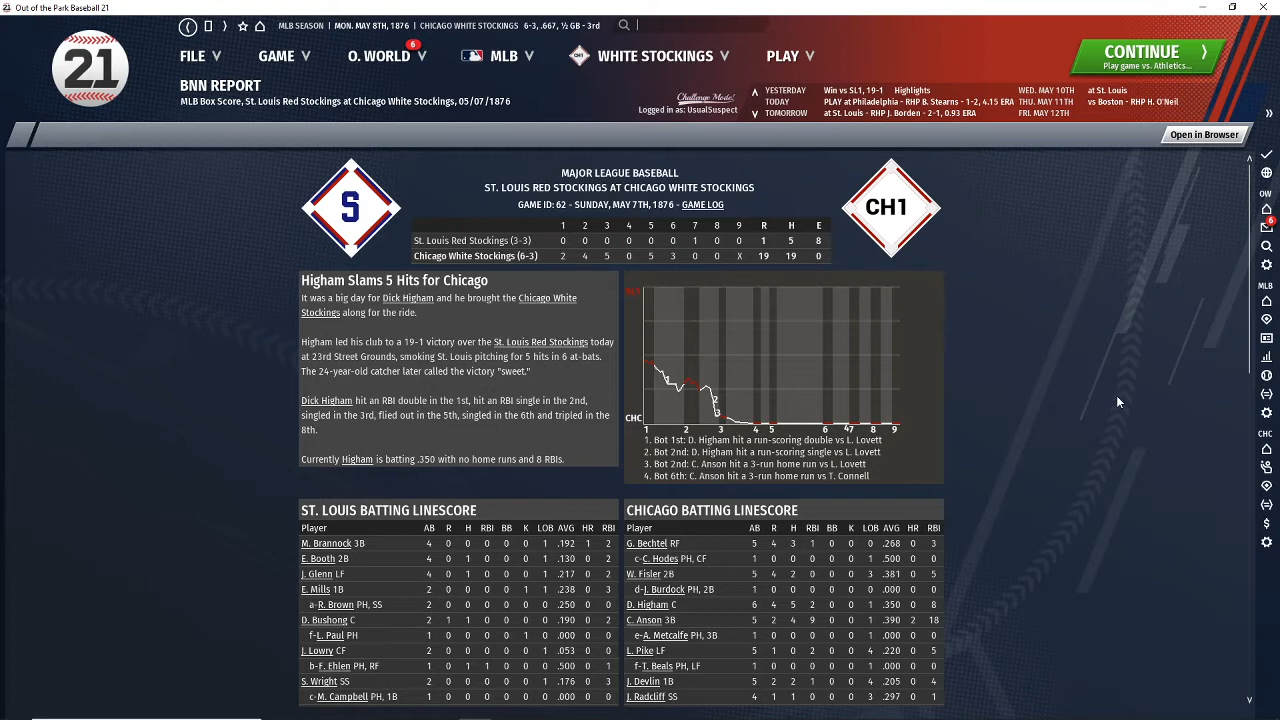 21 Out of the Park Baseball 21
MLB SEASON | MON. MAY 8TH, 1876 | CHICAGO WHITE STOCKINGS 6-3, .667, ½ GB - 3rd
21
FILE GAME O. WORLD 6 MLB CH1 WHITE STOCKINGS PLAY
CONTINUE
Play game vs. Athletics...
BNN REPORT
MLB Box Score, St. Louis Red Stockings at Chicago White Stockings, 05/07/1876
Challenge Mode!
Logged in as: UsualSuspect
YESTERDAY Win vs SL1, 19-1 Highlights WED. MAY 10TH at St. Louis
TODAY PLAY at Philadelphia - RHP B. Stearns - 1-2, 4.15 ERA THU. MAY 11TH vs Boston - RHP H. O'Neil
TOMORROW at St. Louis - RHP J. Borden - 2-1, 0.93 ERA FRI. MAY 12TH
Open in Browser
S
CH1
MAJOR LEAGUE BASEBALL
ST. LOUIS RED STOCKINGS AT CHICAGO WHITE STOCKINGS
GAME ID: 62 - SUNDAY, MAY 7TH, 1876 - GAME LOG
1 2 3 4 5 6 7 8 9 R H E
St. Louis Red Stockings (3-3) 0 0 0 0 0 0 1 0 0 1 5 8
Chicago White Stockings (6-3) 2 4 5 0 5 3 0 0 X 19 19 0
Higham Slams 5 Hits for Chicago
It was a big day for Dick Higham and he brought the Chicago White
Stockings along for the ride.
Higham led his club to a 19-1 victory over the St. Louis Red Stockings today
at 23rd Street Grounds, smoking St. Louis pitching for 5 hits in 6 at-bats.
The 24-year-old catcher later called the victory "sweet."
Dick Higham hit an RBI double in the 1st, hit an RBI single in the 2nd,
singled in the 3rd, flied out in the 5th, singled in the 6th and tripled in the
8th.
Currently Higham is batting .350 with no home runs and 8 RBIs.
CHC
1 2 3 4 5 6 7 8 9
1. Bot 1st: D. Higham hit a run-scoring double vs L. Lovett
2. Bot 2nd: D. Higham hit a run-scoring single vs L. Lovett
3. Bot 2nd: C. Anson hit a 3-run home run vs L. Lovett
4. Bot 6th: C. Anson hit a 3-run home run vs T. Connell
ST. LOUIS BATTING LINESCORE
Player AB R H RBI BB K LOB AVG HR RBI
M. Brannock 3B 4 0 0 0 0 0 1 .192 1 2
E. Booth 2B 4 0 1 0 0 0 1 .130 0 2
J. Glenn LF 4 0 1 0 0 0 1 .217 0 2
E. Mills 1B 2 0 0 0 0 1 1 .238 0 3
a-R. Brown PH, SS 2 0 0 0 0 0 0 .250 0 0
D. Bushong C 2 1 1 0 0 0 0 .190 0 2
f-L. Paul PH 1 0 0 0 0 1 0 .000 0 0
J. Lowry CF 2 0 0 0 0 0 1 .053 0 0
b-F. Ehlen PH, RF 1 0 1 1 0 0 0 .500 0 1
S. Wright SS 2 0 0 0 0 0 1 .176 0 3
c-M. Campbell PH, 1B 1 0 0 0 0 0 1 .000 0 0
CHICAGO BATTING LINESCORE
Player AB R H RBI BB K LOB AVG HR RBI
G. Bechtel RF 5 4 3 1 0 0 0 .268 0 3
c-C. Hodes PH, CF 1 0 0 0 0 0 1 .500 0 0
W. Fisler 2B 5 4 2 0 0 0 3 .381 0 5
d-J. Burdock PH, 2B 1 0 0 0 0 0 1 .000 0 0
D. Higham C 6 4 5 2 0 0 1 .350 0 8
C. Anson 3B 5 2 4 9 0 0 1 .390 2 18
e-A. Metcalfe PH, 3B 1 0 0 0 0 0 1 .000 0 0
L. Pike LF 5 1 0 2 0 0 4 .220 0 5
f-T. Beals PH, LF 1 0 0 0 0 0 1 .000 0 0
J. Devlin 1B 5 2 2 1 0 0 4 .205 0 4
J. Radcliff SS 4 1 1 0 0 0 3 .297 0 1
OW
6
MLB
CHC